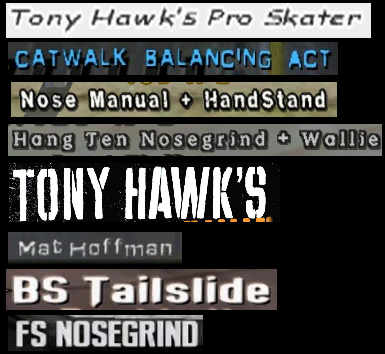 Tony Hawk's Pro Skater
CATWALK BALANCING ACT
Nose Manual + HandStand
Hang Ten Nosegrind + Wallie
TONY HAWK'S
Mat Hoffman
BS Tailslide
FS NOSEGRIND